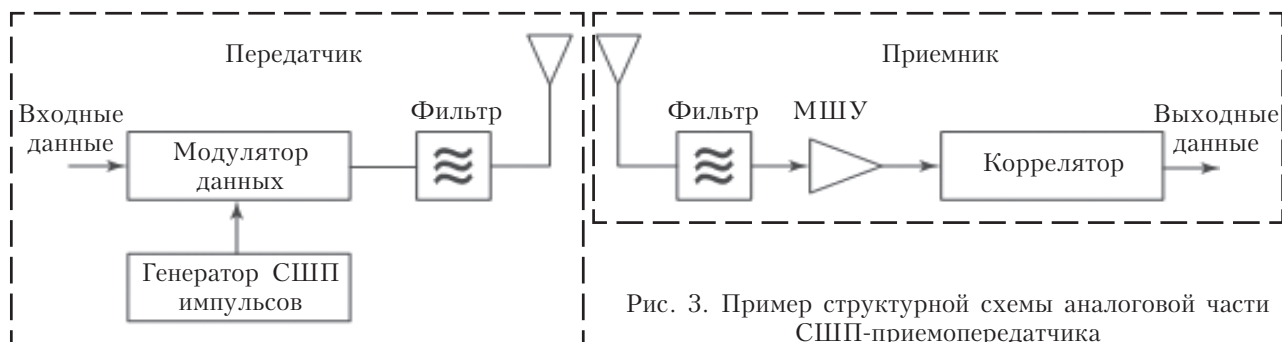 Передатчик
Входные
данные
Модулятор
данных
Фильтр
Генератор СШП
импульсов
Приемник
Фильтр
МШУ
Коррелятор
Выходные
данные
Рис. 3. Пример структурной схемы аналоговой части
СШП-приемопередатчика